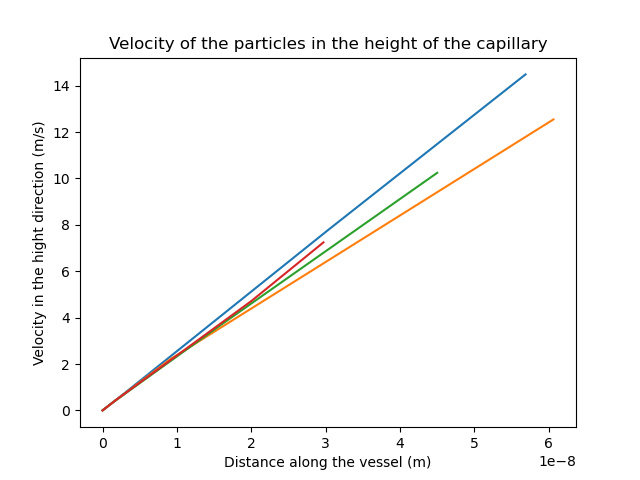 Velocity of the particles in the height of the capillary
14
12
10
8
6
4
2
0
Velocity in the hight direction (m/s)
0 1 2 3 4 5 6
1e−8
Distance along the vessel (m)